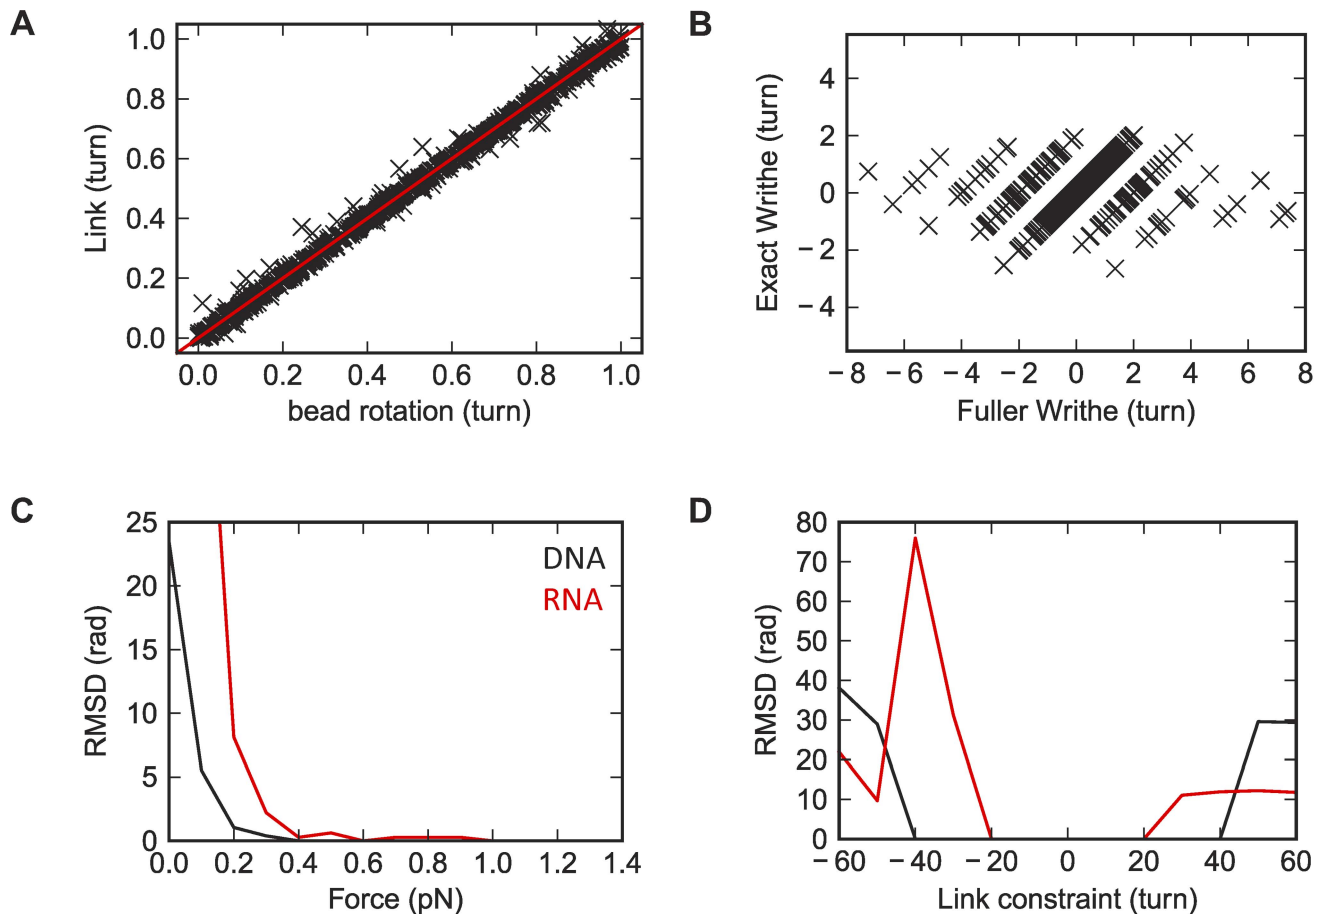 A
1.0
0.8
0.6
0.4
0.2
0.0
Link (turn)
0.0 0.2 0.4 0.6 0.8 1.0
bead rotation (turn)
B
4
2
0
−2
−4
Exact Writhe (turn)
−8 −6 −4 −2 0 2 4 6 8
Fuller Writhe (turn)
C
25
20
15
10
5
0
RMSD (rad)
DNA
RNA
0.0 0.2 0.4 0.6 0.8 1.0 1.2 1.4
Force (pN)
D
80
70
60
50
40
30
20
10
0
RMSD (rad)
−60 −40 −20 0 20 40 60
Link constraint (turn)